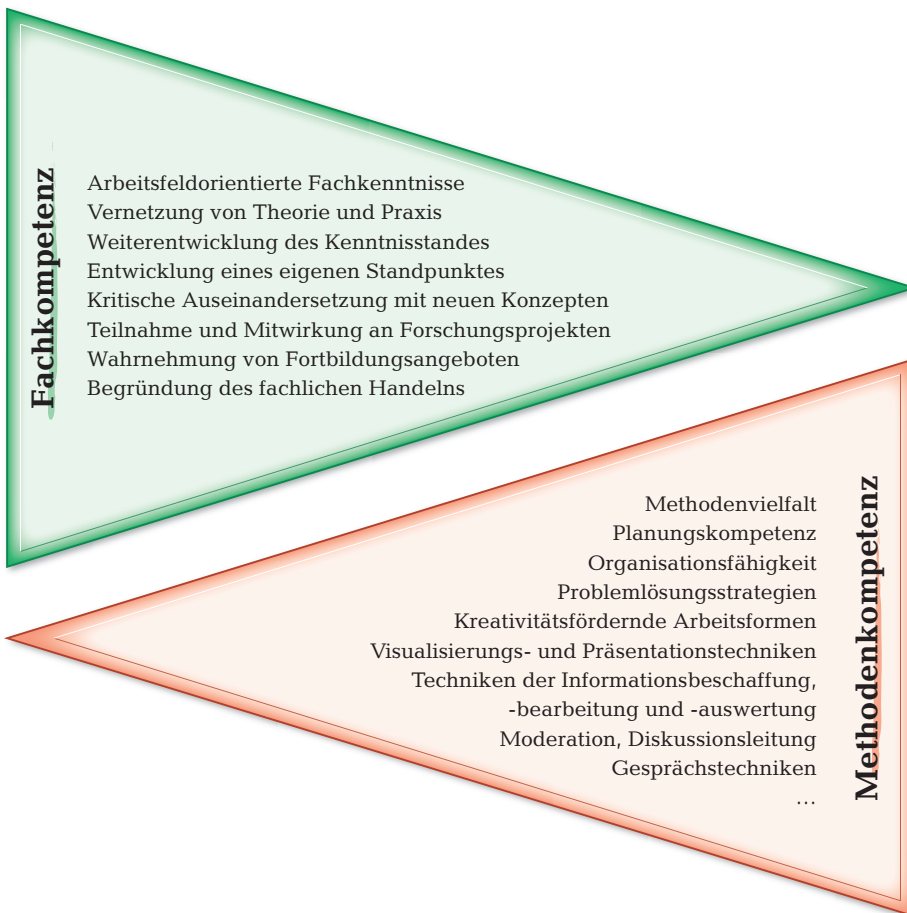 Fachkompetenz
Arbeitsfeldorientierte Fachkenntnisse
Vernetzung von Theorie und Praxis
Weiterentwicklung des Kenntnisstandes
Entwicklung eines eigenen Standpunktes
Kritische Auseinandersetzung mit neuen Konzepten
Teilnahme und Mitwirkung an Forschungsprojekten
Wahrnehmung von Fortbildungsangeboten
Begründung des fachlichen Handelns
Methodenkompetenz
Methodenvielfalt
Planungskompetenz
Organisationsfähigkeit
Problemlösungsstrategien
Kreativitätsfördernde Arbeitsformen
Visualisierungs- und Präsentationstechniken
Techniken der Informationsbeschaffung,
-bearbeitung und -auswertung
Moderation, Diskussionsleitung
Gesprächstechniken
…